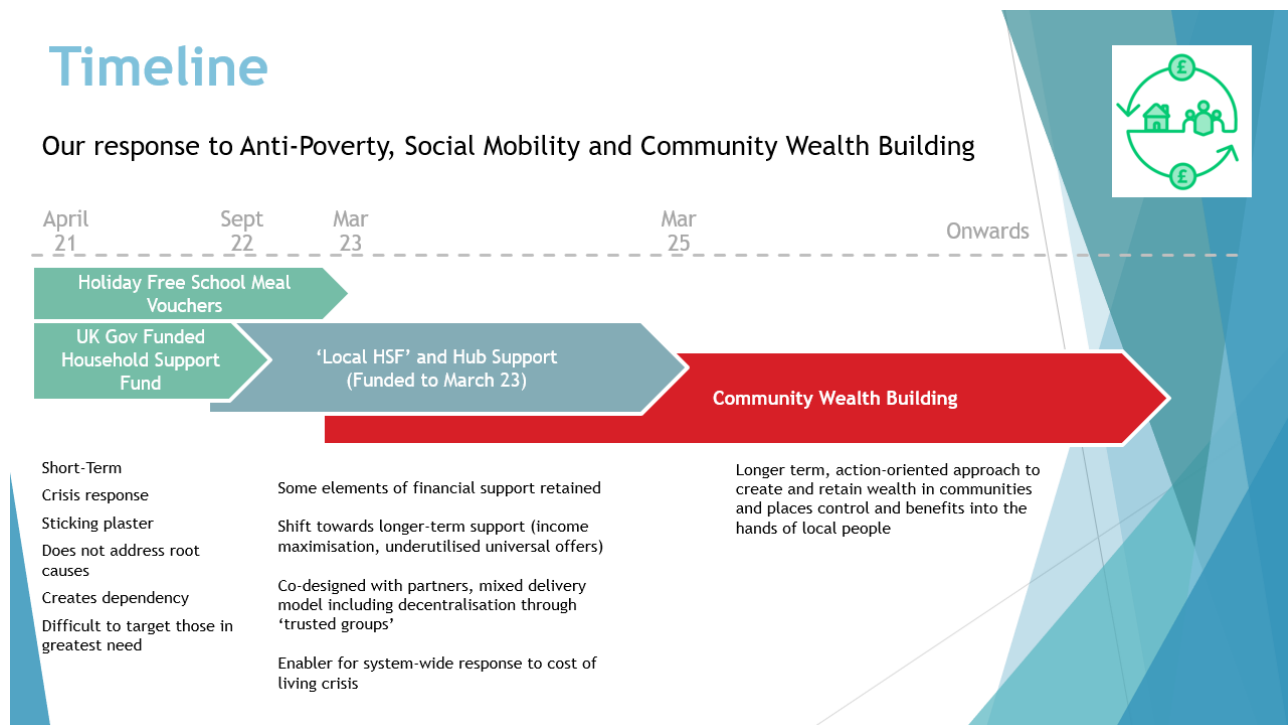 Timeline
Our response to Anti-Poverty, Social Mobility and Community Wealth Building
April
21
Sept
22
Mar
23
Mar
25
Onwards
Holiday Free School Meal
Vouchers
UK Gov Funded
Household Support
Fund
‘Local HSF’ and Hub Support
(Funded to March 23)
Community Wealth Building
Short-Term
Crisis response
Sticking plaster
Does not address root
causes
Creates dependency
Difficult to target those in
greatest need
Some elements of financial support retained
Shift towards longer-term support (income
maximisation, underutilised universal offers)
Co-designed with partners, mixed delivery
model including decentralisation through
‘trusted groups’
Enabler for system-wide response to cost of
living crisis
Longer term, action-oriented approach to
create and retain wealth in communities
and places control and benefits into the
hands of local people
£
£